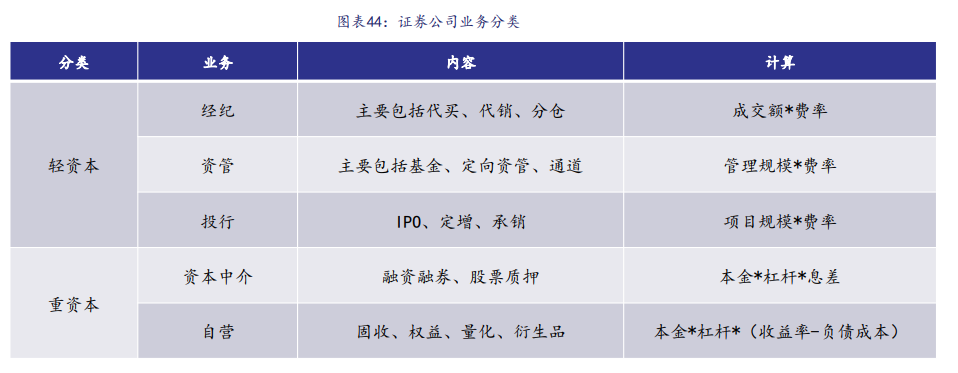 图表44：证券公司业务分类
分类 业务 内容 计算
轻资本 经纪 主要包括代买、代销、分仓 成交额*费率
资管 主要包括基金、定向资管、通道 管理规模*费率
投行 IPO、定增、承销 项目规模*费率
重资本 资本中介 融资融券、股票质押 本金*杠杆*息差
自营 固收、权益、量化、衍生品 本金*杠杆*（收益率-负债成本）